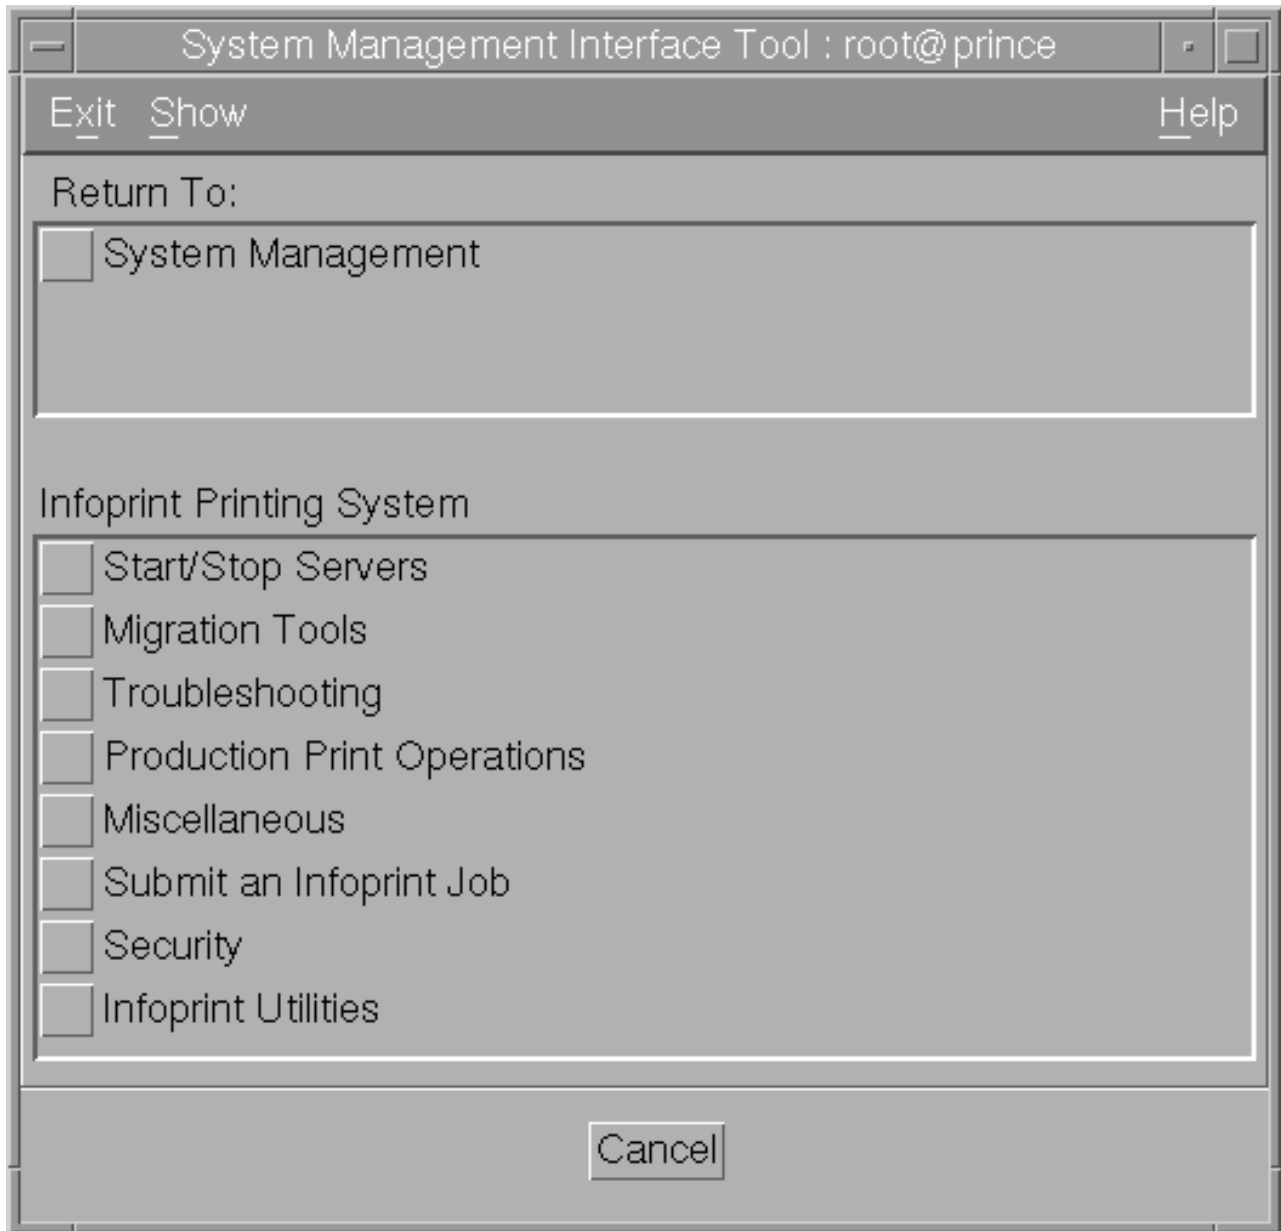 System Management Interface Tool : root@prince
Exit Show Help
Return To:
System Management
Infoprint Printing System
Start/Stop Servers
Migration Tools
Troubleshooting
Production Print Operations
Miscellaneous
Submit an Infoprint Job
Security
Infoprint Utilities
Cancel